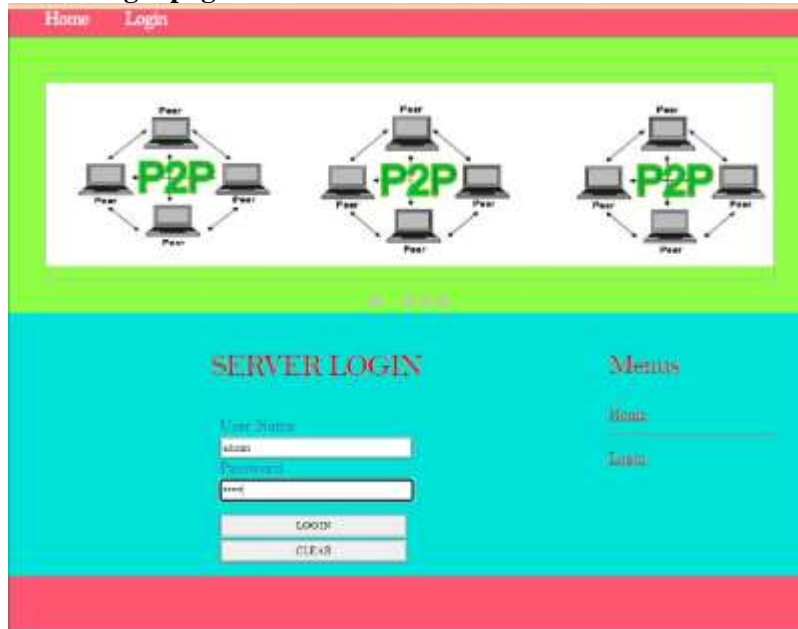 Home Login
Peer Peer Peer
P2P P2P P2P
Peer Peer Peer Peer Peer Peer
Peer Peer Peer
SERVER LOGIN
Menus
User Name
Home
admin
Password
Login
****
LOGIN
CLEAR